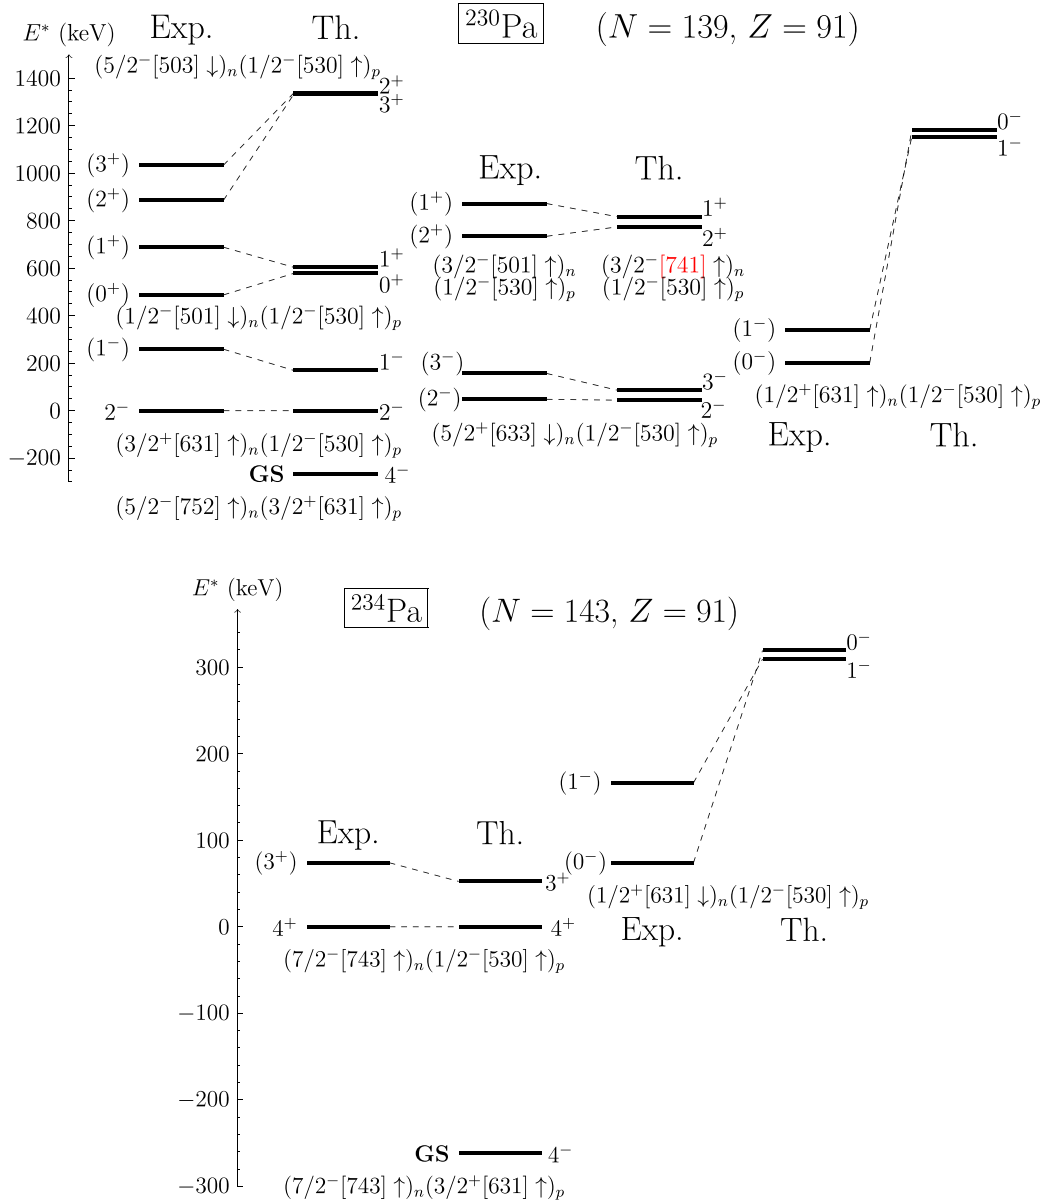 E* (keV) Exp. Th. ²³⁰Pa (N = 139, Z = 91)
(5/2⁻[503] ↓)ₙ(1/2⁻[530] ↑)ₚ
1400 2⁺
3⁺
1200 0⁻
1⁻
1000 (3⁺) Exp. Th.
(2⁺) (1⁺) 1⁺
800 (2⁺) 2⁺
(1⁺) 1⁺
600 (3/2⁻[501] ↑)ₙ (3/2⁻[741] ↑)ₙ
(0⁺) 0⁺ (1/2⁻[530] ↑)ₚ (1/2⁻[530] ↑)ₚ
400 (1/2⁻[501] ↓)ₙ(1/2⁻[530] ↑)ₚ (1⁻)
(1⁻) 1⁻ (3⁻) 3⁻ (0⁻)
200 (2⁻) 2⁻ (1/2⁺[631] ↑)ₙ(1/2⁻[530] ↑)ₚ
0 2⁻ 2⁻
(3/2⁺[631] ↑)ₙ(1/2⁻[530] ↑)ₚ (5/2⁺[633] ↓)ₙ(1/2⁻[530] ↑)ₚ Exp. Th.
−200
GS 4⁻
(5/2⁻[752] ↑)ₙ(3/2⁺[631] ↑)ₚ
E* (keV) ²³⁴Pa (N = 143, Z = 91)
300 0⁻
1⁻
200
(1⁻)
100 Exp. Th.
(3⁺) 3⁺ (0⁻)
(1/2⁺[631] ↓)ₙ(1/2⁻[530] ↑)ₚ
0 4⁺ 4⁺ Exp. Th.
(7/2⁻[743] ↑)ₙ(1/2⁻[530] ↑)ₚ
−100
−200
GS 4⁻
−300 (7/2⁻[743] ↑)ₙ(3/2⁺[631] ↑)ₚ